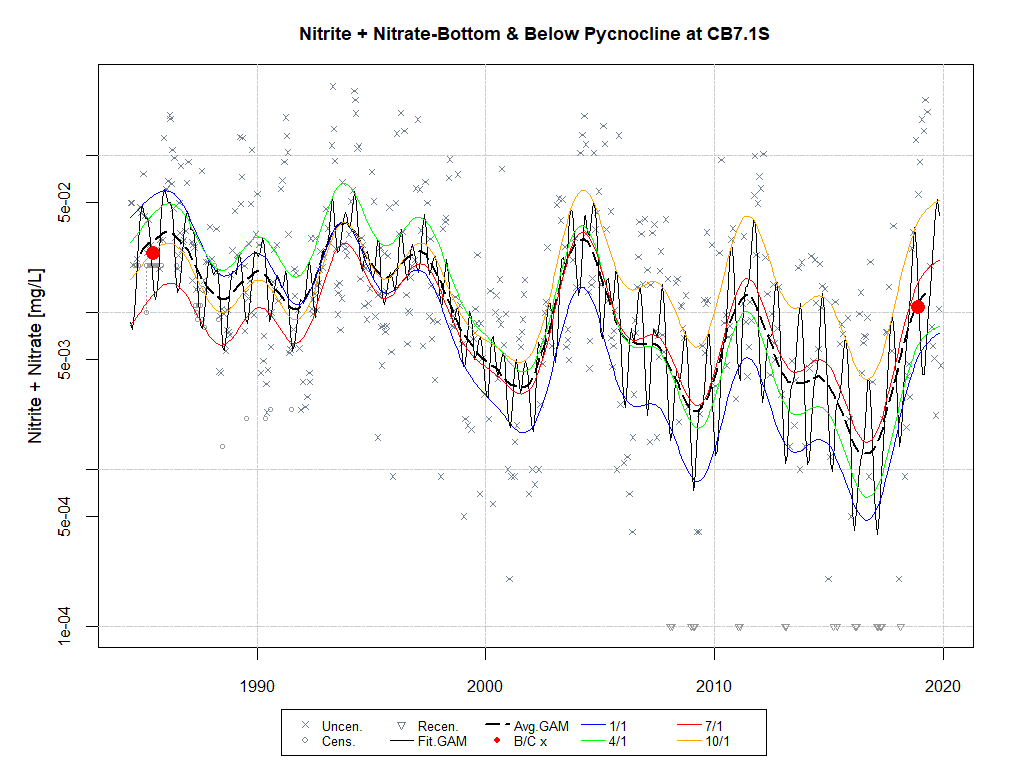 Nitrite + Nitrate-Bottom & Below Pycnocline at CB7.1S
Nitrite + Nitrate [mg/L]
5e-02
5e-03
5e-04
1e-04
1990
2000
2010
2020
Uncen.
Recen.
Avg.GAM
1/1
7/1
Cens.
Fit.GAM
B/C x
4/1
10/1